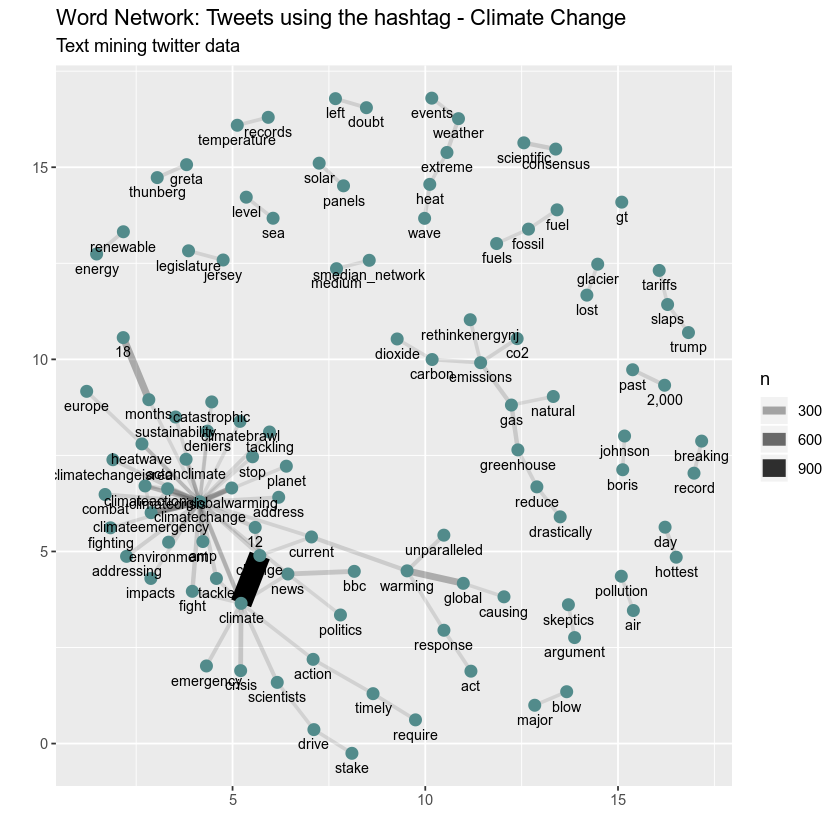 Word Network: Tweets using the hashtag - Climate Change
Text mining twitter data
left
doubt
events
weather
records
temperature
extreme
scientific
consensus
greta
thunberg
solar
panels
heat
wave
level
sea
gt
fuel
fossil
fuels
renewable
energy
legislature
jersey
smedian_network
medium
glacier
lost
tariffs
slaps
trump
rethinkenergynj
co2
dioxide
carbon
emissions
18
past
2,000
europe
months
catastrophic
sustainability
climatebrawl
deniers
tackling
gas
natural
johnson
boris
breaking
record
heatwave
stop
planet
greenhouse
reduce
drastically
actonclimate
globalwarming
address
combat
climateaction
climatechange
climateemergency
fighting
12
current
unparalleled
day
hottest
environment
amp
change
addressing
impacts
fight
tackle
news
bbc
warming
global
causing
pollution
air
climate
politics
response
act
skeptics
argument
emergency
crisis
scientists
action
timely
require
major
blow
drive
stake
15
10
5
0
5
10
15
n
300
600
900